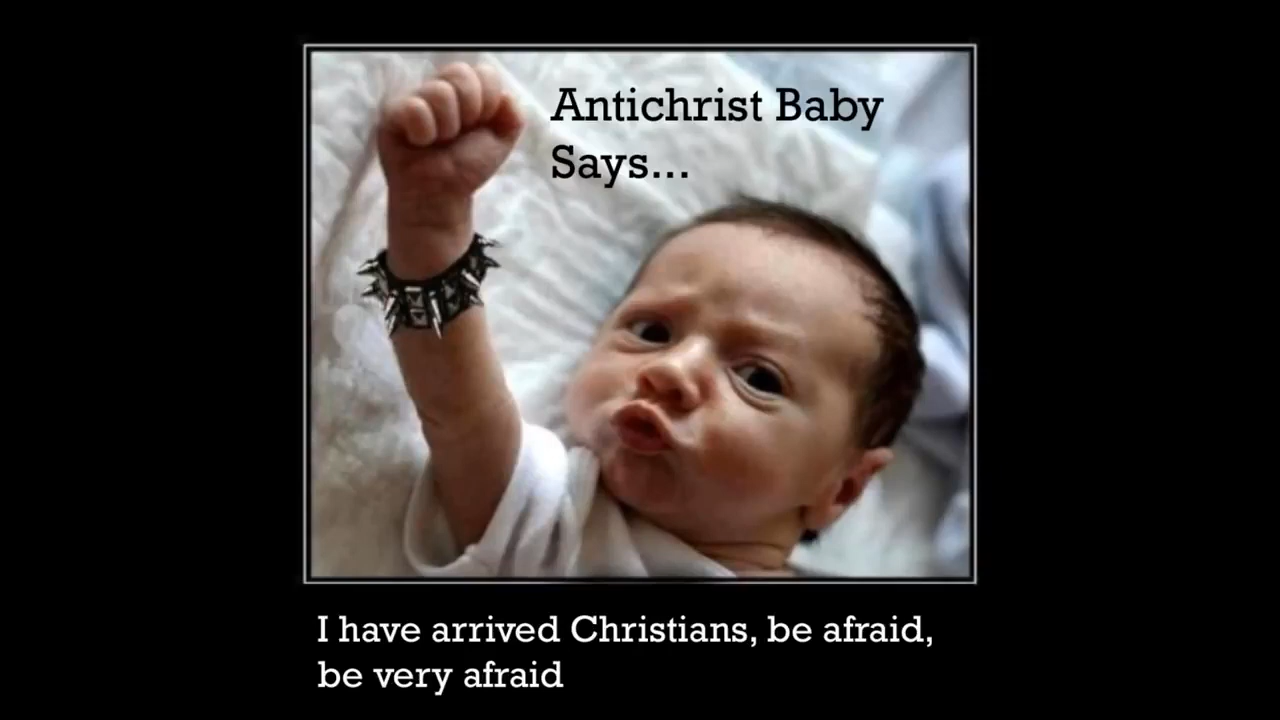 Antichrist Baby
Says...
I have arrived Christians, be afraid,
be very afraid